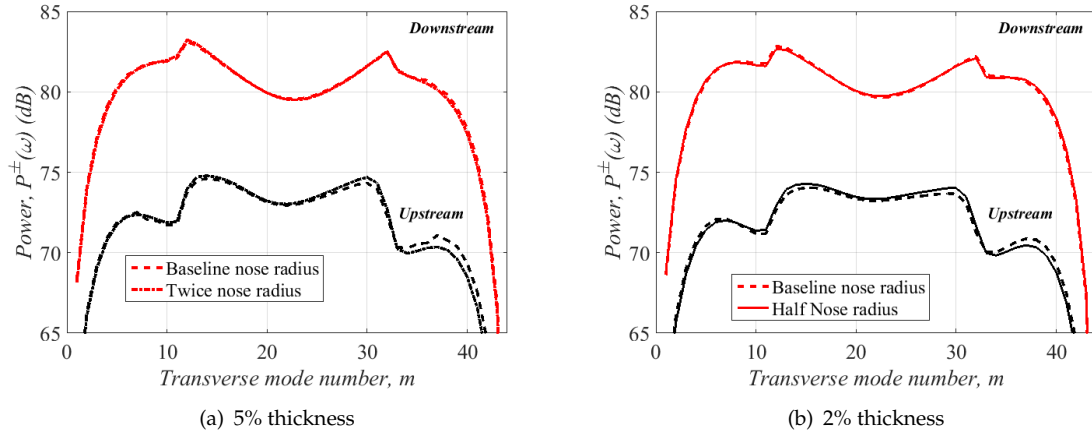 85
80
75
70
65
Power, P±(ω) (dB)
Downstream
Upstream
Baseline nose radius
Twice nose radius
0
10
20
30
40
Transverse mode number, m
(a) 5% thickness
85
80
75
70
65
Power, P±(ω) (dB)
Downstream
Upstream
Baseline nose radius
Half Nose radius
0
10
20
30
40
Transverse mode number, m
(b) 2% thickness